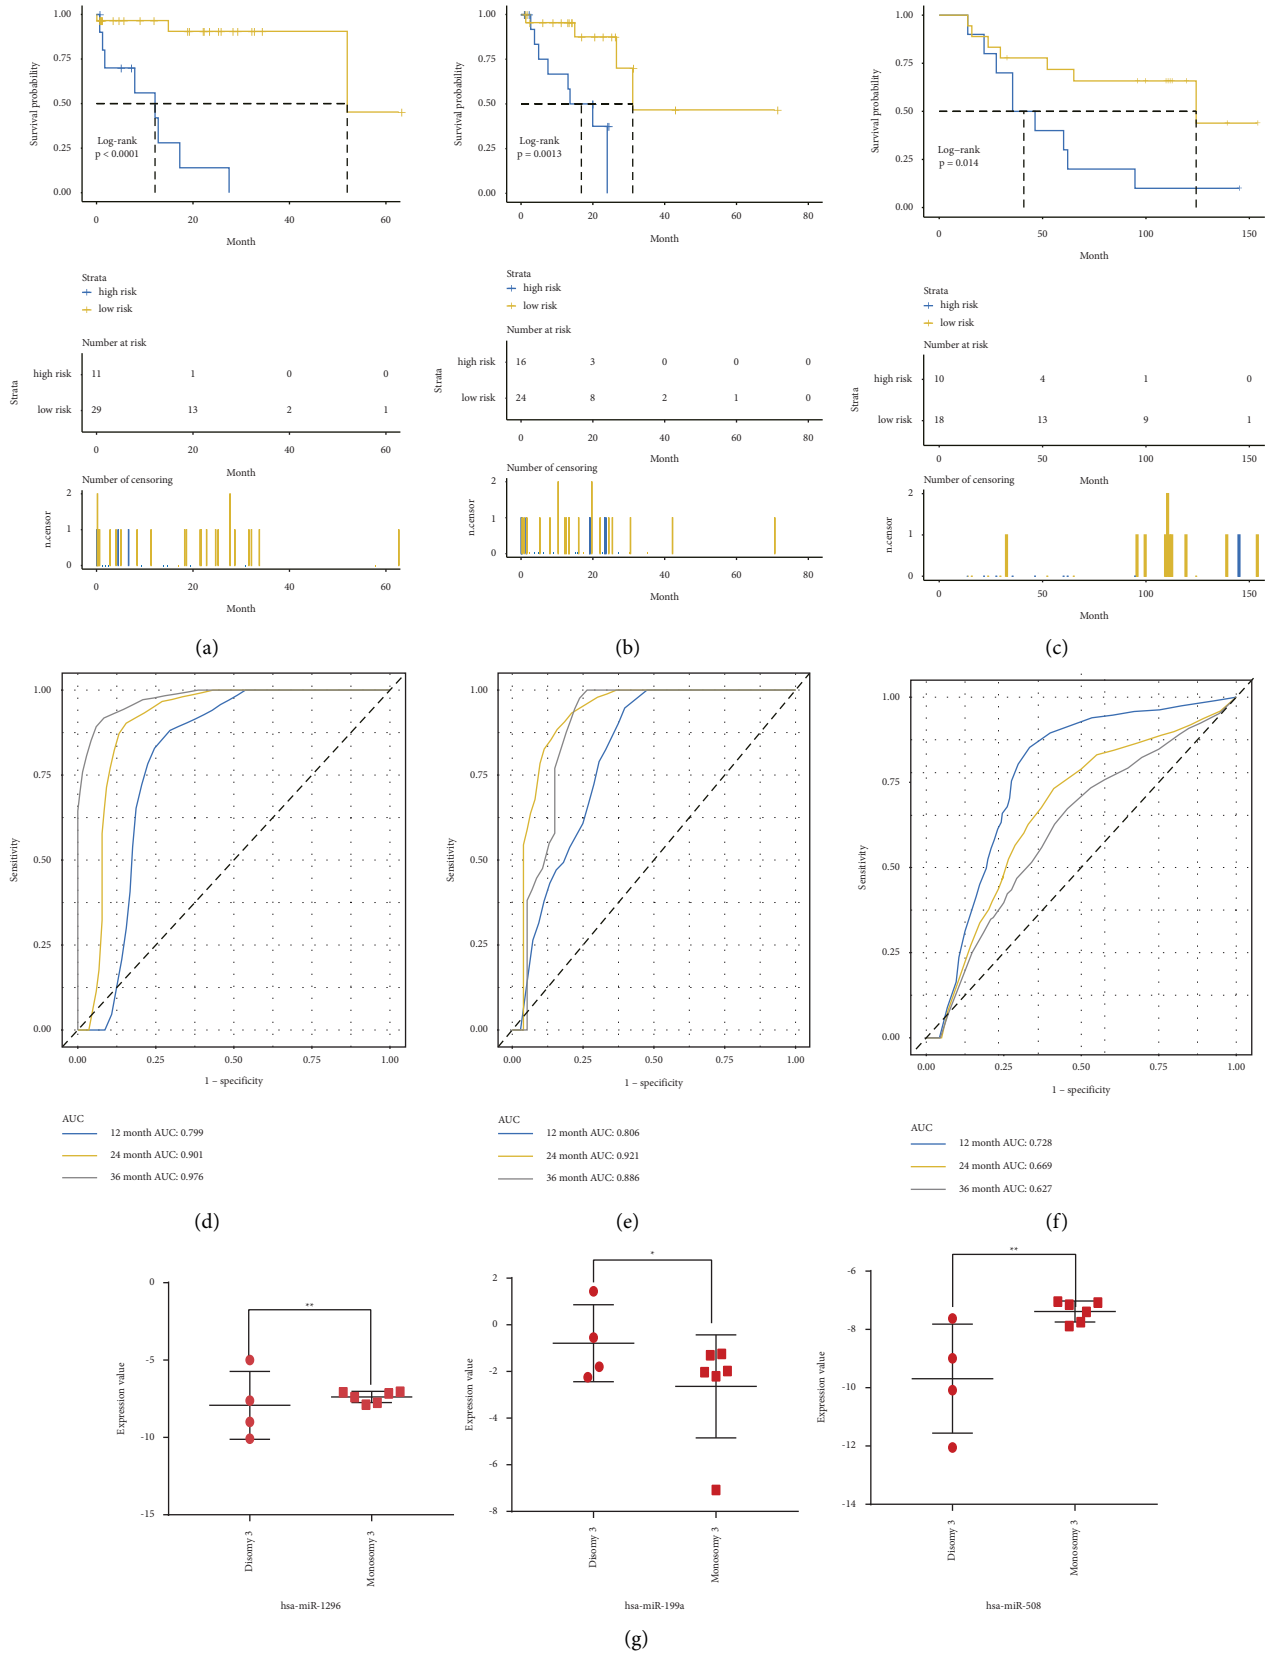 1.00
0.75
0.50
0.25
0.00
Survival probability
Log-rank
p < 0.0001
0 20 40 60
Month
Strata
high risk
low risk
Number at risk
Strata
high risk 11 1 0 0
low risk 29 13 2 1
0 20 40 60
Month
Number of censoring
n.censor
2
1
0
0 20 40 60
Month
(a)
1.00
0.75
0.50
0.25
0.00
Survival probability
Log-rank
p = 0.0013
0 20 40 60 80
Month
Strata
high risk
low risk
Number at risk
Strata
high risk 16 3 0 0 0
low risk 24 8 2 1 0
0 20 40 60 80
Month
Number of censoring
n.censor
2
1
0
0 20 40 60 80
Month
(b)
1.00
0.75
0.50
0.25
0.00
Survival probability
Log–rank
p = 0.014
0 50 100 150
Month
Strata
high risk
low risk
Number at risk
Strata
high risk 10 4 1 0
low risk 18 13 9 1
0 50 100 150
Month
Number of censoring
n.censor
2
1
0
0 50 100 150
Month
(c)
1.00
0.75
0.50
0.25
0.00
Sensitivity
0.00 0.25 0.50 0.75 1.00
1 – specificity
AUC
12 month AUC: 0.799
24 month AUC: 0.901
36 month AUC: 0.976
(d)
1.00
0.75
0.50
0.25
0.00
Sensitivity
0.00 0.25 0.50 0.75 1.00
1 – specificity
AUC
12 month AUC: 0.806
24 month AUC: 0.921
36 month AUC: 0.886
(e)
1.00
0.75
0.50
0.25
0.00
Sensitivity
0.00 0.25 0.50 0.75 1.00
1 – specificity
AUC
12 month AUC: 0.728
24 month AUC: 0.669
36 month AUC: 0.627
(f)
0
-5
-10
-15
Expression value
**
Disomy 3
Monosomy 3
hsa-miR-1296
2
0
-2
-4
-6
-8
Expression value
*
Disomy 3
Monosomy 3
hsa-miR-199a
-6
-8
-10
-12
-14
Expression value
**
Disomy 3
Monosomy 3
hsa-miR-508
(g)